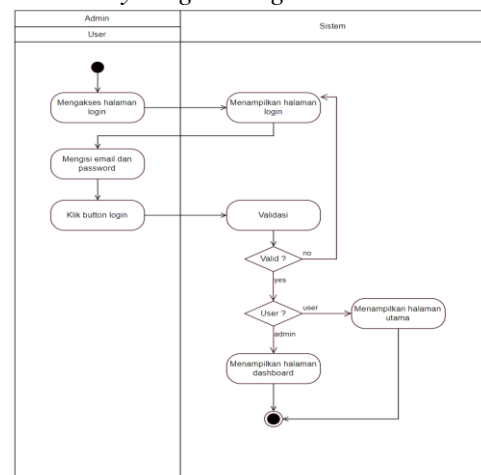 Admin
User
Sistem
Mengakses halaman
login
Menampilkan halaman
login
Mengisi email dan
password
Klik button login
Validasi
Valid ?
no
yes
User ?
user
Menampilkan halaman
utama
admin
Menampilkan halaman
dashboard